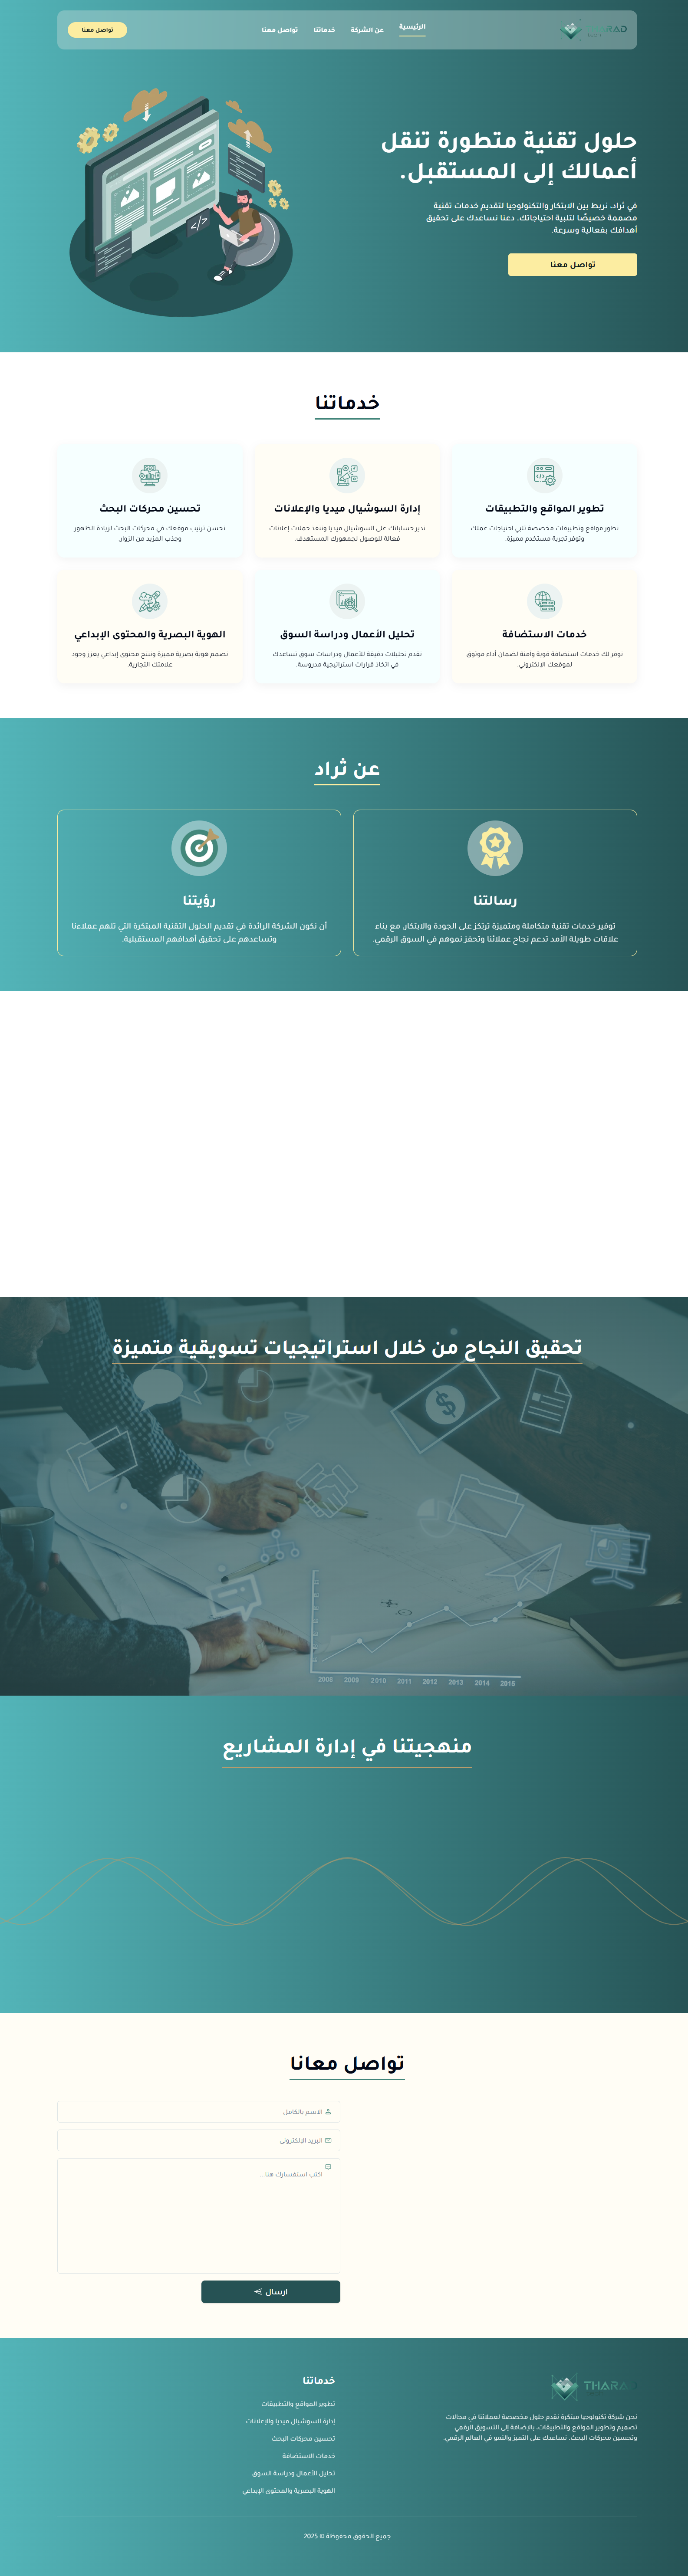 THARAD
الرئيسية
عن الشركة
خدماتنا
تواصل معنا
تواصل معنا
حلول تقنية متطورة تنقل
أعمالك إلى المستقبل.
في ثراد، نربط بين الابتكار والتكنولوجيا لتقديم خدمات تقنية
مصممة خصيصًا لتلبية احتياجاتك. دعنا نساعدك على تحقيق
أهدافك بفعالية وسرعة.
تواصل معنا
خدماتنا
تطوير المواقع والتطبيقات
نطور مواقع وتطبيقات مخصصة تلبي احتياجات عملك
وتوفر تجربة مستخدم مميزة.
إدارة السوشيال ميديا والإعلانات
ندير حساباتك على السوشيال ميديا وننفذ حملات إعلانات
فعالة للوصول لجمهورك المستهدف.
تحسين محركات البحث
نحسن ترتيب موقعك في محركات البحث لزيادة الظهور
وجذب المزيد من الزوار.
خدمات الاستضافة
نوفر لك خدمات استضافة قوية وآمنة لضمان أداء موثوق
لموقعك الإلكتروني.
تحليل الأعمال ودراسة السوق
نقدم تحليلات دقيقة للأعمال ودراسات سوق تساعدك
في اتخاذ قرارات استراتيجية مدروسة.
الهوية البصرية والمحتوى الإبداعي
نصمم هوية بصرية مميزة وننتج محتوى إبداعي يعزز وجود
علامتك التجارية.
عن ثراد
رسالتنا
توفير خدمات تقنية متكاملة ومتميزة ترتكز على الجودة والابتكار، مع بناء
علاقات طويلة الأمد تدعم نجاح عملائنا وتحفز نموهم في السوق الرقمي.
رؤيتنا
أن نكون الشركة الرائدة في تقديم الحلول التقنية المبتكرة التي تلهم عملاءنا
وتساعدهم على تحقيق أهدافهم المستقبلية.
تحقيق النجاح من خلال استراتيجيات تسويقية متميزة
2008 2009 2010 2011 2012 2013 2014 2015
منهجيتنا في إدارة المشاريع
تواصل معانا
الاسم بالكامل
البريد الإلكتروني
اكتب استفسارك هنا...
ارسال
THARAD
نحن شركة تكنولوجيا مبتكرة نقدم حلول مخصصة لعملائنا في مجالات
تصميم وتطوير المواقع والتطبيقات، بالإضافة إلى التسويق الرقمي
وتحسين محركات البحث. نساعدك على التميز والنمو في العالم الرقمي.
خدماتنا
تطوير المواقع والتطبيقات
إدارة السوشيال ميديا والإعلانات
تحسين محركات البحث
خدمات الاستضافة
تحليل الأعمال ودراسة السوق
الهوية البصرية والمحتوى الإبداعي
جميع الحقوق محفوظة © 2025